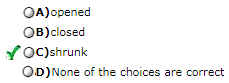 A)opened
B)closed
C)shrunk
D)None of the choices are correct